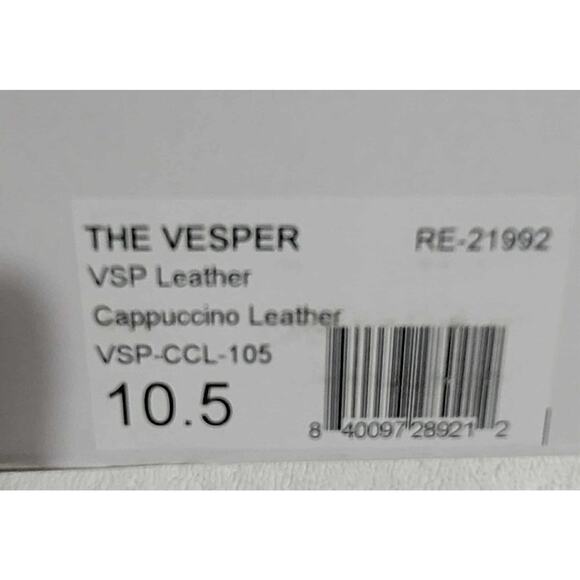 THE VESPER RE-21992
VSP Leather
Cappuccino Leather
VSP-CCL-105
10.5
8 40097 28921 2